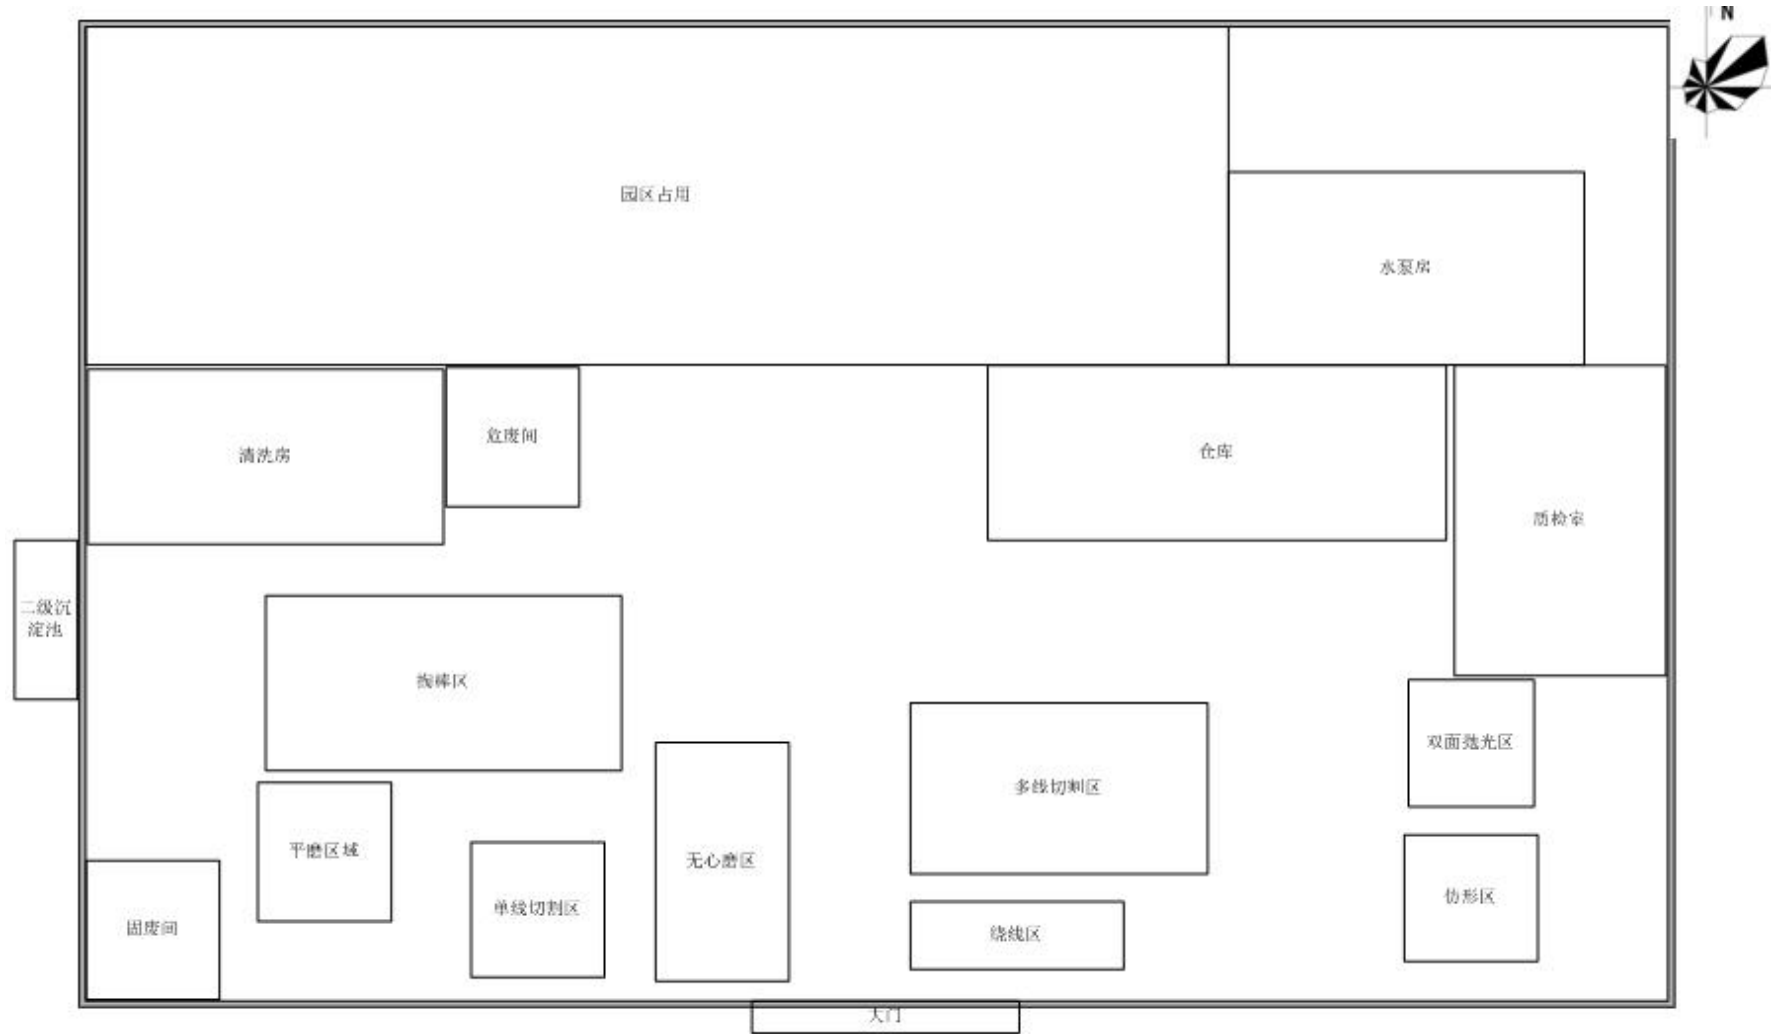 N
园区占用
水泵房
清洗房
危废间
仓库
质检室
二级沉
淀池
掏棒区
双面抛光区
多线切割区
平磨区域
无心磨区
单线切割区
仿形区
固废间
绕线区
大门